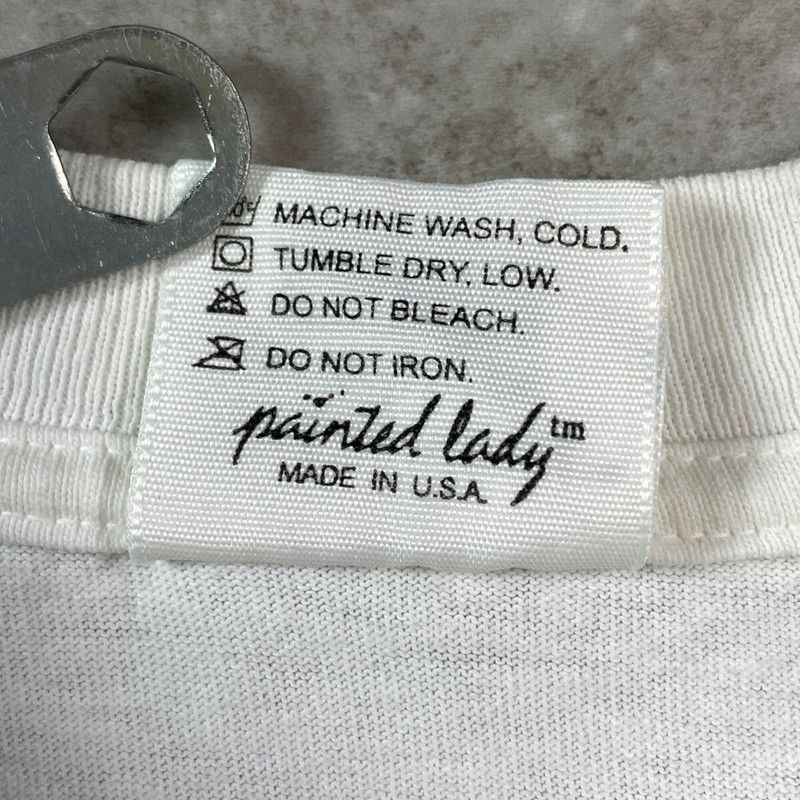 MACHINE WASH, COLD.
TUMBLE DRY, LOW.
DO NOT BLEACH.
DO NOT IRON.
painted lady tm
MADE IN U.S.A.